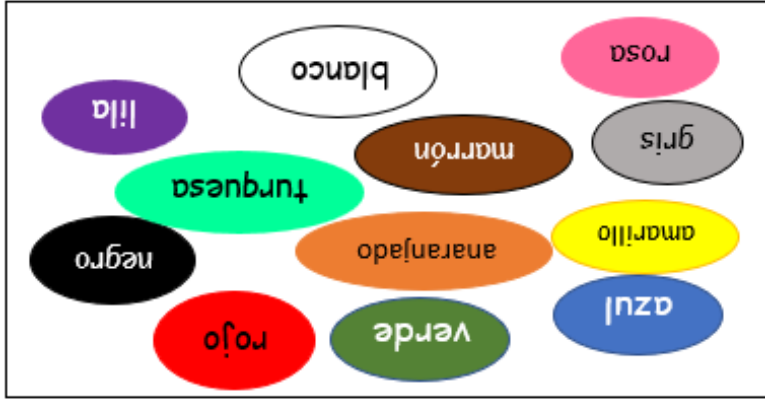 azul
verde
rojo
amarillo
anaranjado
negro
turquesa
gris
marrón
lila
rosa
blanco